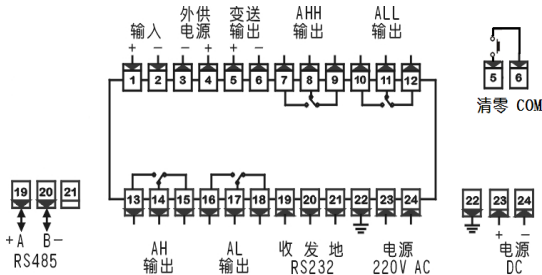 外供 变送 AHH ALL
输入 电源 输出 输出 输出
+ − − + + −
1 2 3 4 5 6 7 8 9 10 11 12
5 6
清零 COM
19 20 21
13 14 15 16 17 18 19 20 21 22 23 24
22 23 24
+A B−
RS485
AH AL 收 发 地 电源
输出 输出 RS232 220V AC
+ −
电源
DC